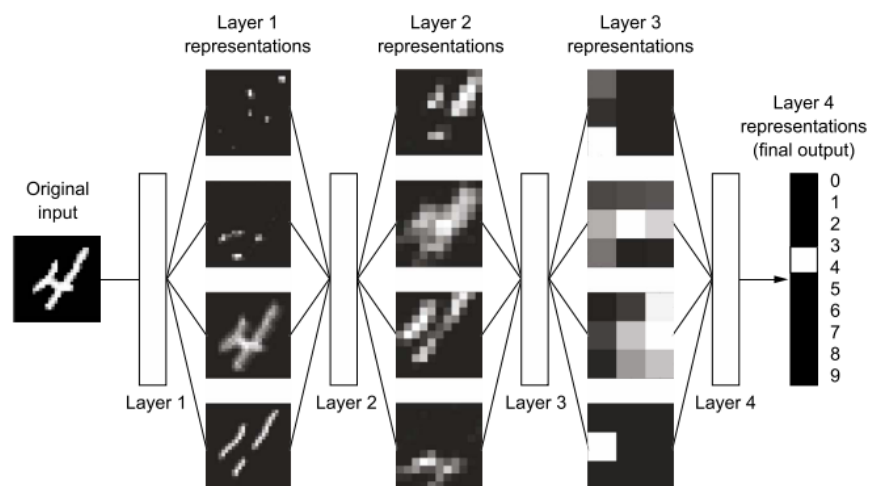 Layer 1
representations
Layer 2
representations
Layer 3
representations
Layer 4
representations
(final output)
Original
input
0
1
2
3
4
5
6
7
8
9
Layer 1
Layer 2
Layer 3
Layer 4